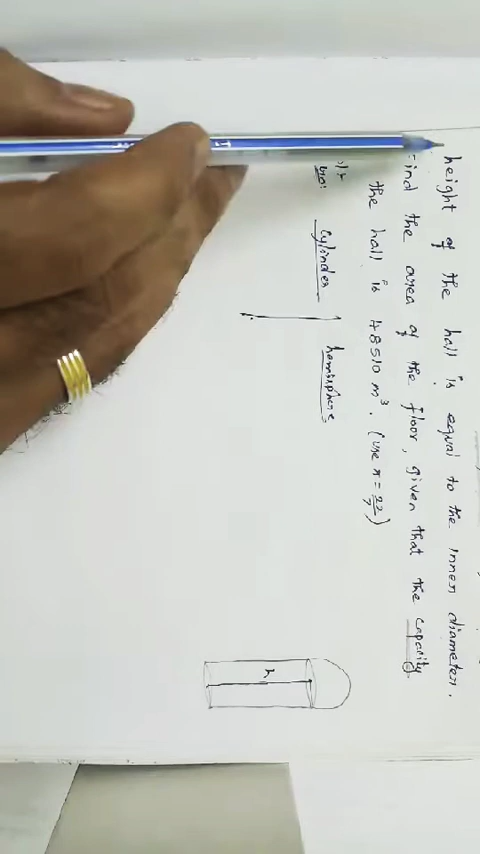 height of the hall is equal to the inner diameter.
Find the area of the floor, given that the capacity
the hall is 48510 m³. (use π = 22/7)
cylinder
hemisphere
h